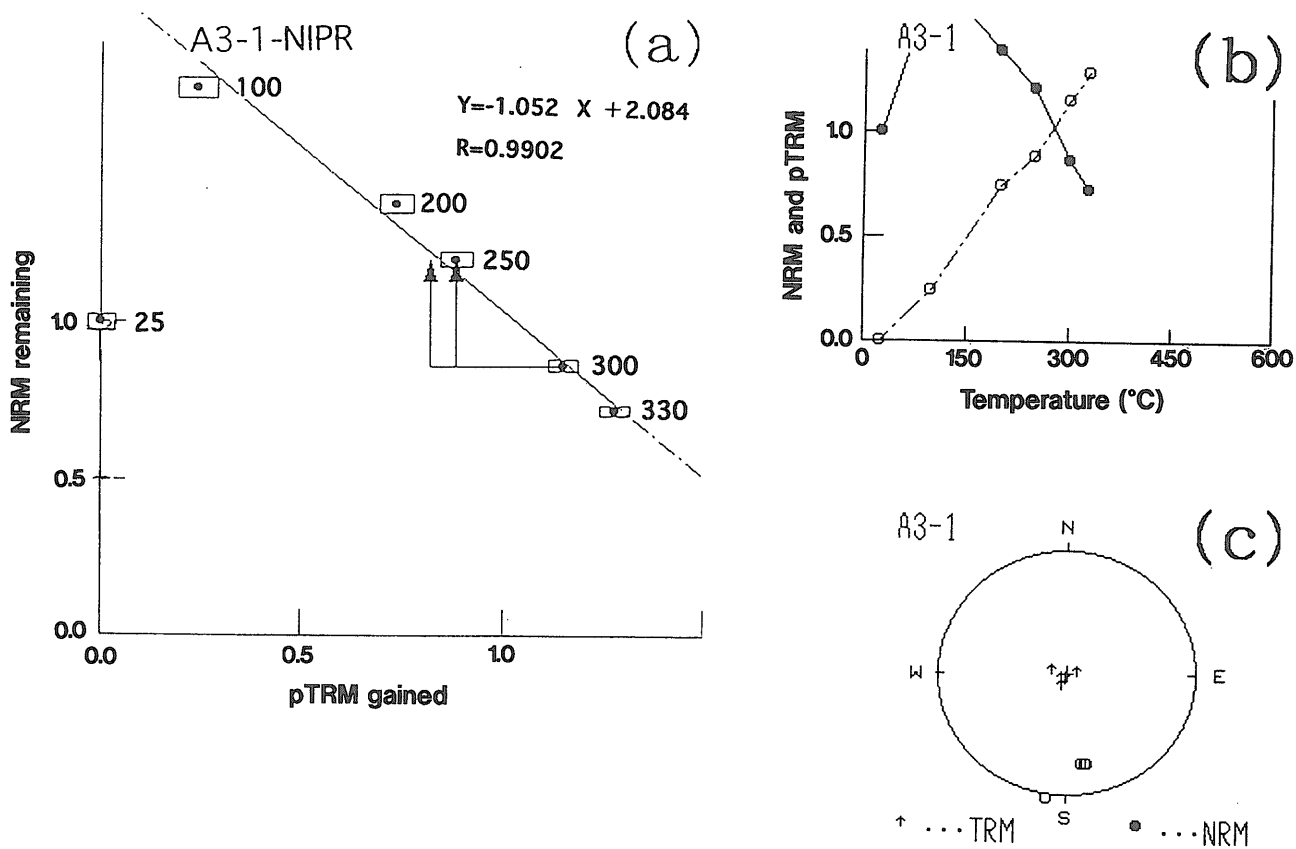 A3-1-NIPR
(a)
100
Y=-1.052 X +2.084
R=0.9902
200
250
1.0
25
300
330
0.5
0.0
0.0
0.5
1.0
NRM remaining
pTRM gained
A3-1
(b)
1.0
0.5
0.0
0
150
300
450
600
NRM and pTRM
Temperature (°C)
A3-1
(c)
N
W
E
S
↑ ...TRM
● ...NRM